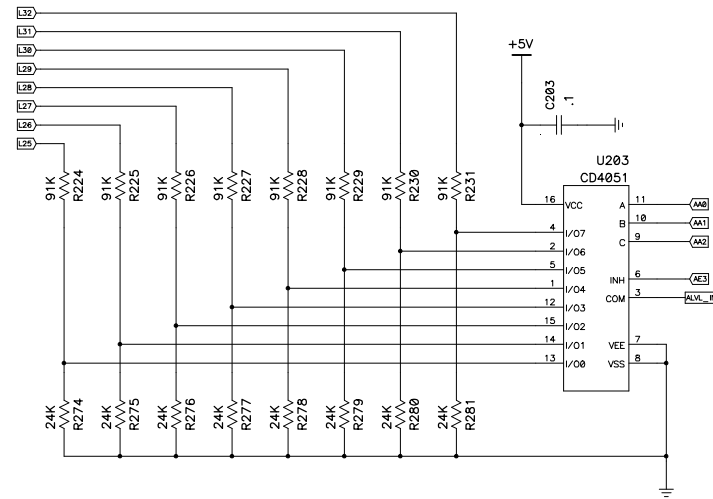 L32
L31
L30
L29
L28
L27
L26
L25
+5V
C203
.1
U203
CD4051
91K R224
91K R225
91K R226
91K R227
91K R228
91K R229
91K R230
91K R231
16 VCC
A 11 AA0
B 10 AA1
C 9 AA2
4 I/O7
2 I/O6
5 I/O5
1 I/O4
12 I/O3
15 I/O2
14 I/O1
13 I/O0
INH 6 AE3
COM 3 ALVL_I
VEE 7
VSS 8
24K R274
24K R275
24K R276
24K R277
24K R278
24K R279
24K R280
24K R281